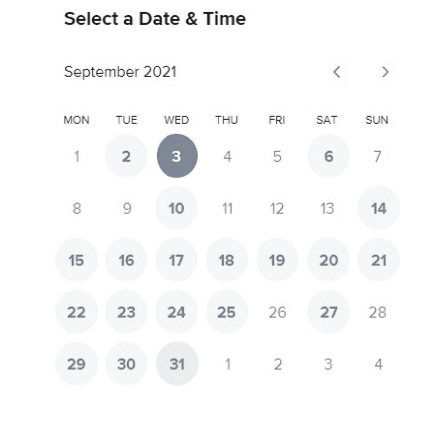 Select a Date & Time
September 2021
MON TUE WED THU FRI SAT SUN
1 2 3 4 5 6 7
8 9 10 11 12 13 14
15 16 17 18 19 20 21
22 23 24 25 26 27 28
29 30 31 1 2 3 4